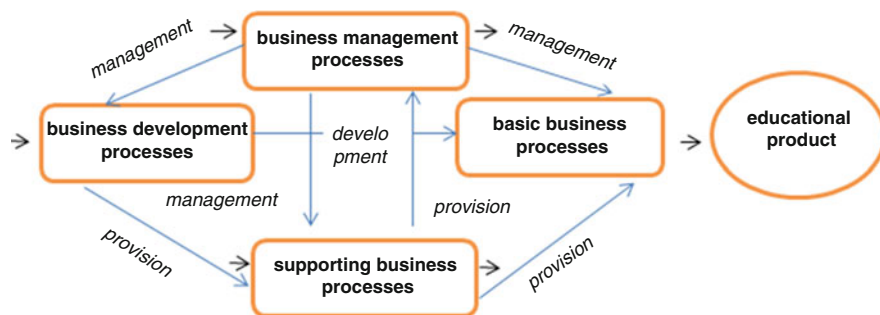 business management
processes
management
management
business development
processes
develo
pment
basic business
processes
educational
product
management
provision
provision
supporting business
processes
provision